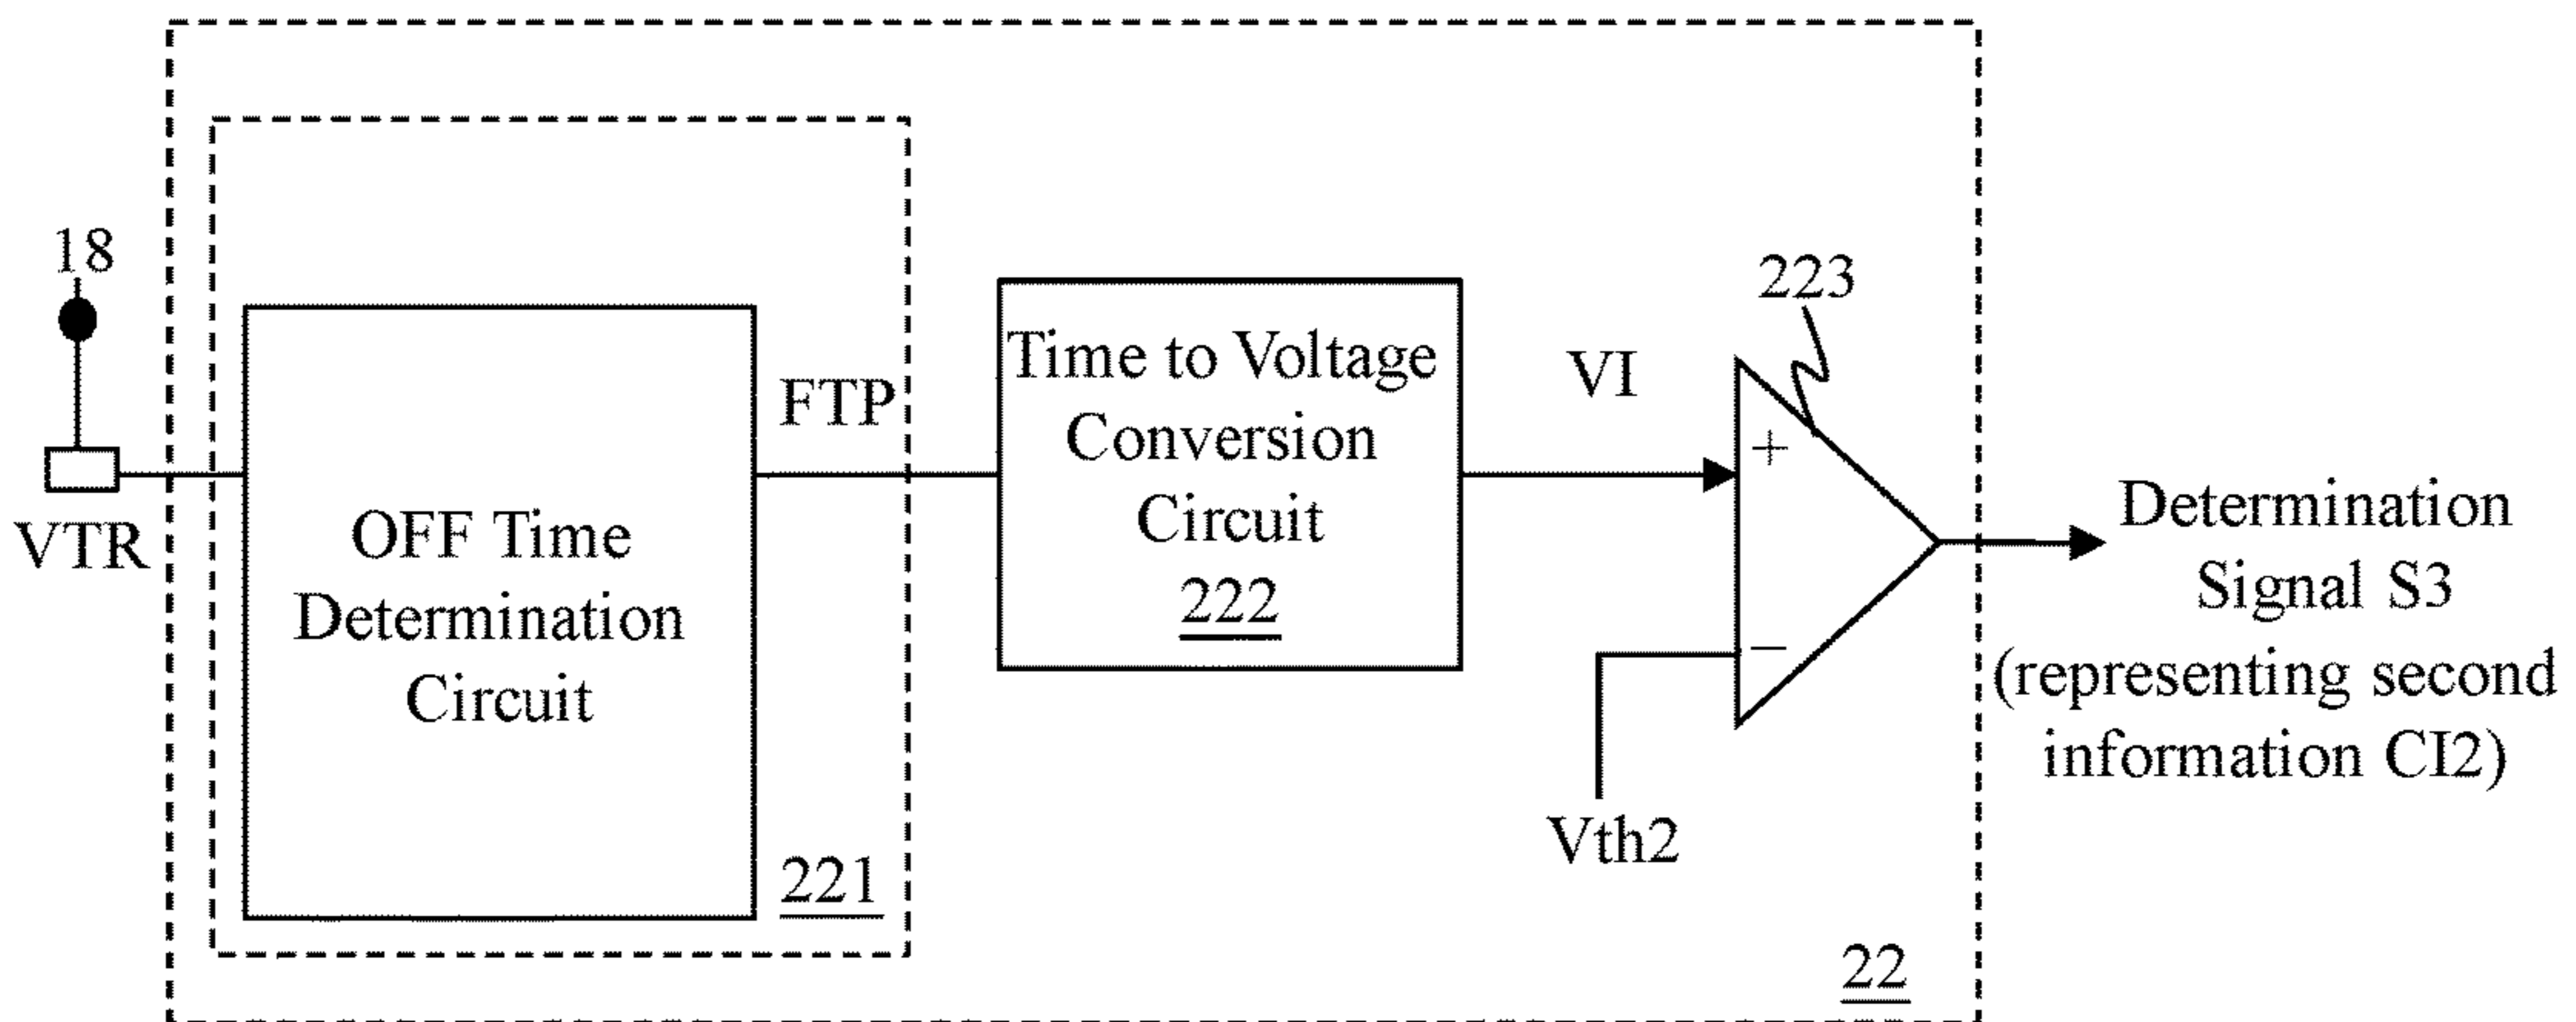 18
VTR
OFF Time
Determination
Circuit
FTP
221
Time to Voltage
Conversion
Circuit
222
VI
223
+
−
Vth2
22
Determination
Signal S3
(representing second
information CI2)